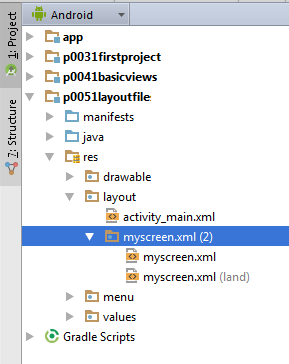 Android
1: Project
7: Structure
app
p0031firstproject
p0041basicviews
p0051layoutfiles
manifests
java
res
drawable
layout
activity_main.xml
myscreen.xml (2)
myscreen.xml
myscreen.xml (land)
menu
values
Gradle Scripts